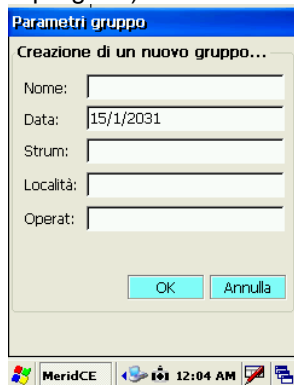 Parametri gruppo
Creazione di un nuovo gruppo...
Nome:
Data: 15/1/2031
Strum:
Località:
Operat:
OK Annulla
MeridCE 12:04 AM